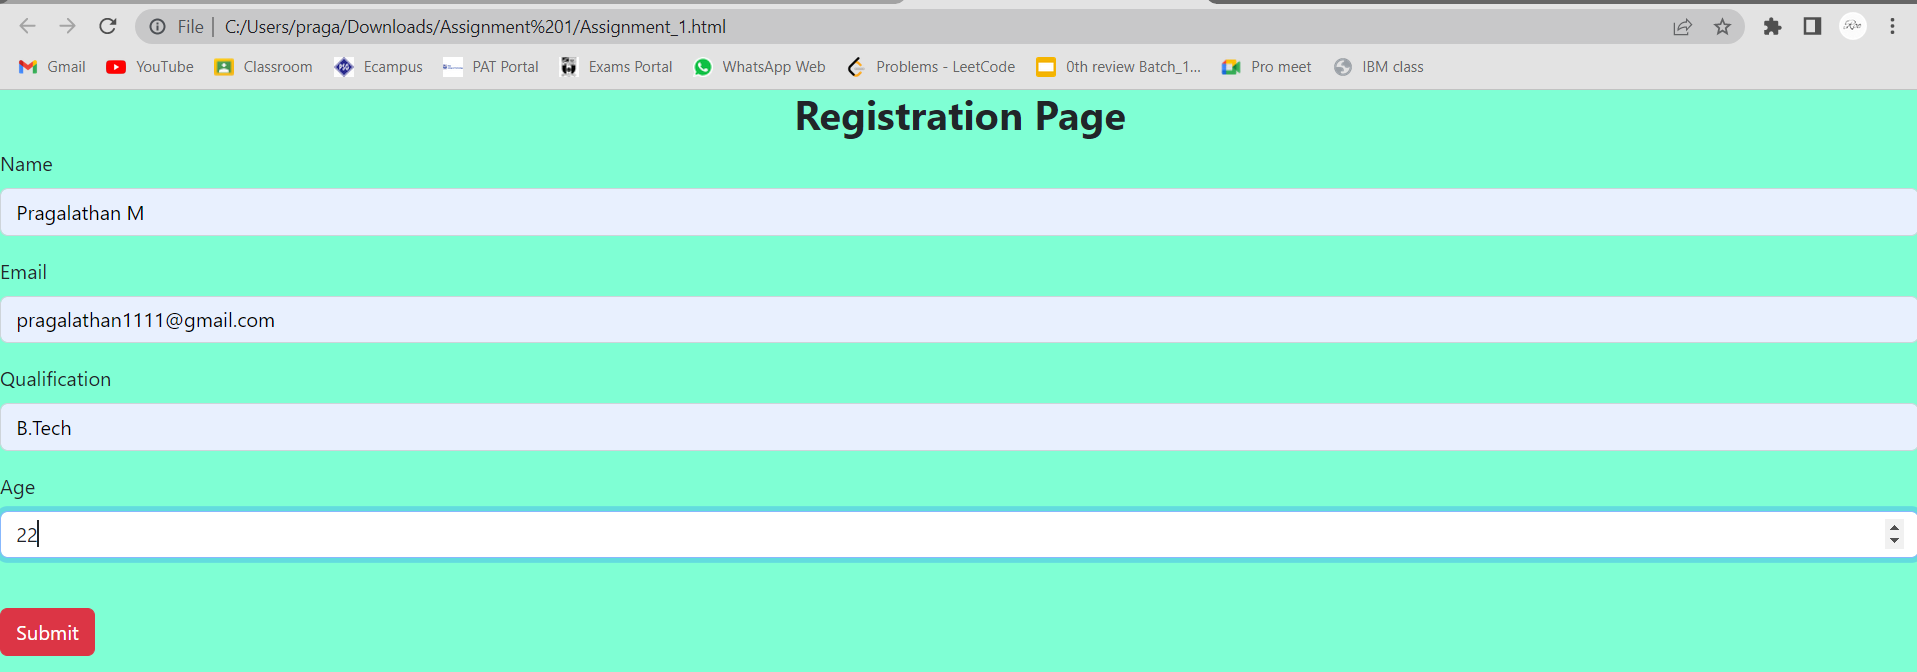 File | C:/Users/praga/Downloads/Assignment%201/Assignment_1.html
Gmail YouTube Classroom Ecampus PAT Portal Exams Portal WhatsApp Web Problems - LeetCode 0th review Batch_1... Pro meet IBM class
Registration Page
Name
Pragalathan M
Email
pragalathan1111@gmail.com
Qualification
B.Tech
Age
22
Submit